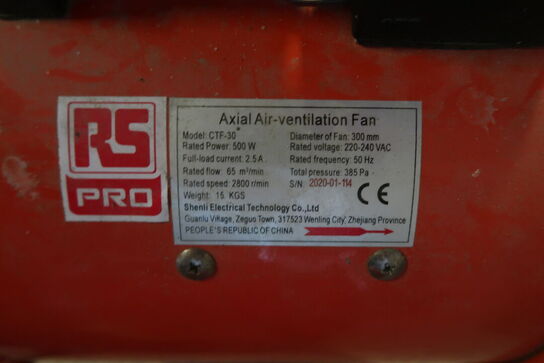 RS
PRO
Axial Air-ventilation Fan
Model: CTF-30 Diameter of Fan: 300 mm
Rated Power: 500 W Rated voltage: 220-240 VAC
Full-load current: 2.5 A Rated frequency: 50 Hz
Rated flow: 65 m³/min Total pressure: 385 Pa
Rated speed: 2800 r/min S/N: 2020-01-114
Weight: 15 KGS CE
Shenli Electrical Technology Co.,Ltd
Guanlu Village, Zeguo Town, 317523 Wenling City, Zhejiang Province
PEOPLE'S REPUBLIC OF CHINA